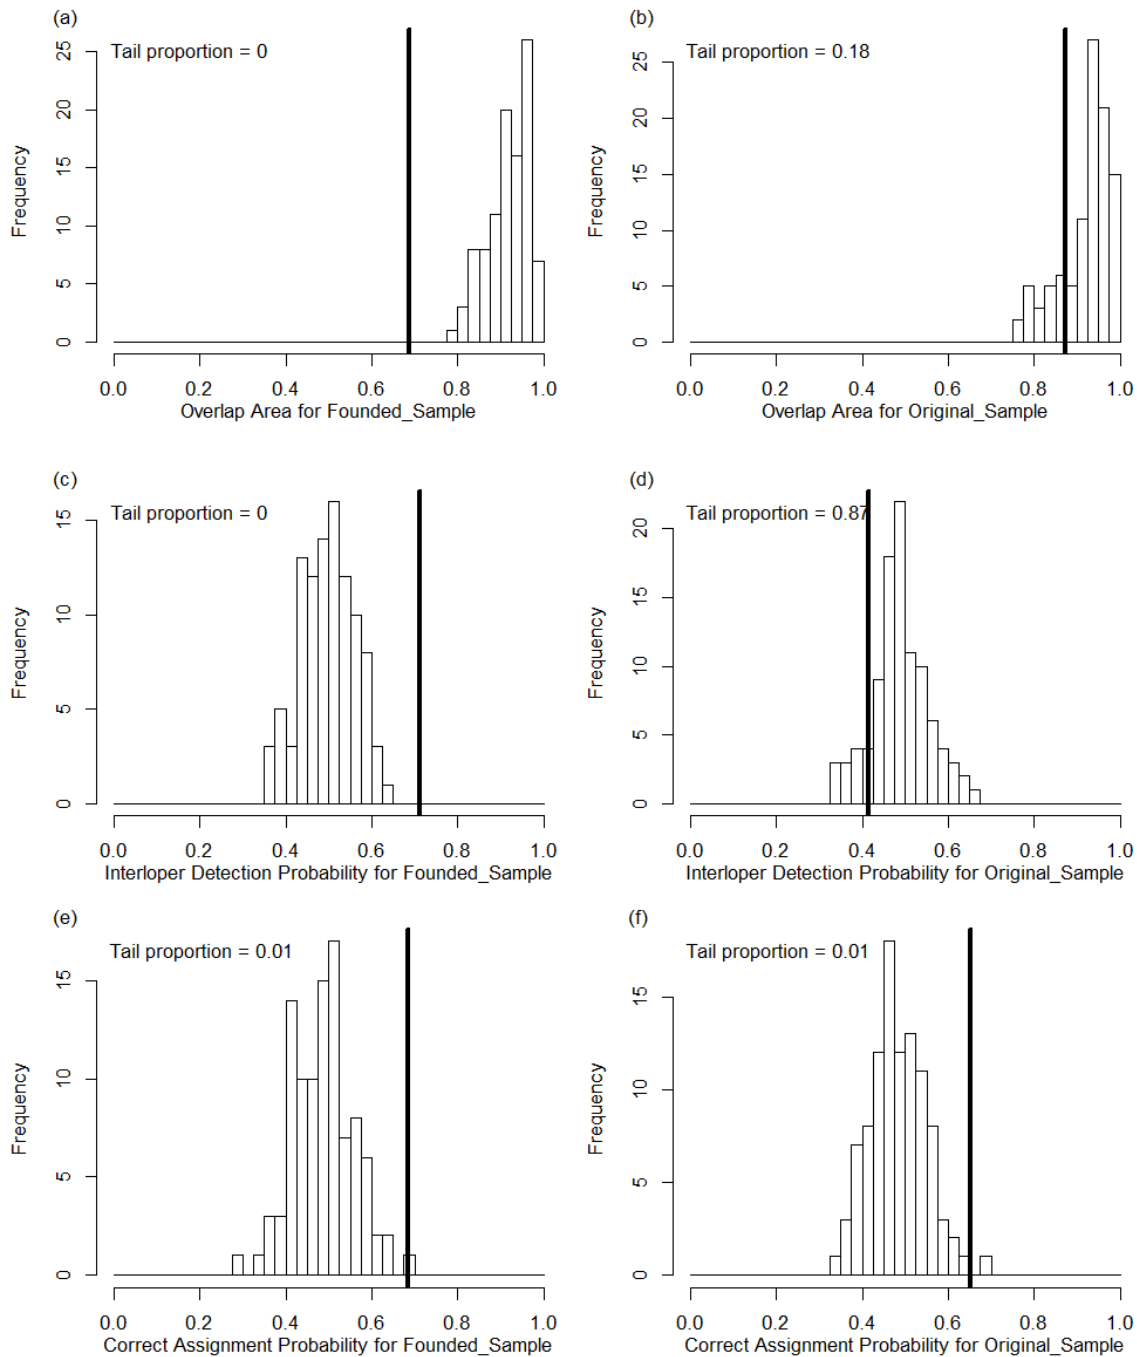 (a)
Tail proportion = 0
Frequency
25
20
15
10
5
0
0.0 0.2 0.4 0.6 0.8 1.0
Overlap Area for Founded_Sample
(b)
Tail proportion = 0.18
Frequency
25
20
15
10
5
0
0.0 0.2 0.4 0.6 0.8 1.0
Overlap Area for Original_Sample
(c)
Tail proportion = 0
Frequency
15
10
5
0
0.0 0.2 0.4 0.6 0.8 1.0
Interloper Detection Probability for Founded_Sample
(d)
Tail proportion = 0.87
Frequency
20
15
10
5
0
0.0 0.2 0.4 0.6 0.8 1.0
Interloper Detection Probability for Original_Sample
(e)
Tail proportion = 0.01
Frequency
15
10
5
0
0.0 0.2 0.4 0.6 0.8 1.0
Correct Assignment Probability for Founded_Sample
(f)
Tail proportion = 0.01
Frequency
15
10
5
0
0.0 0.2 0.4 0.6 0.8 1.0
Correct Assignment Probability for Original_Sample